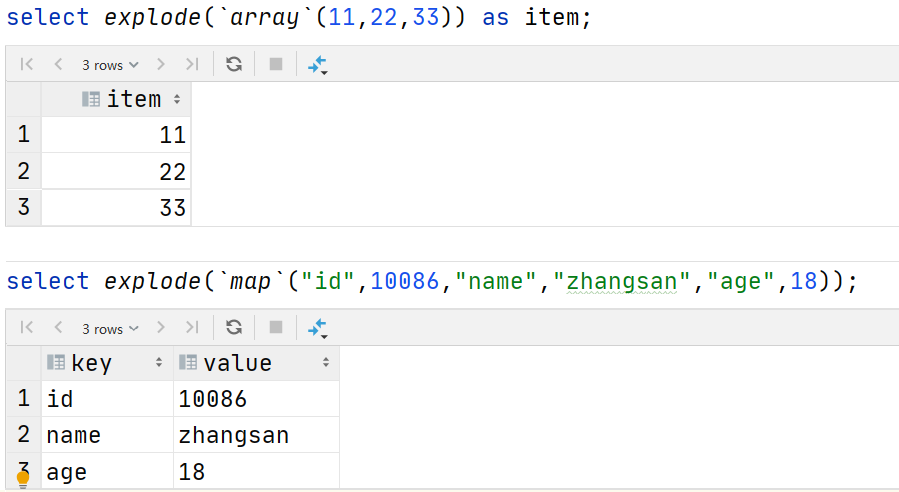 select explode(`array`(11,22,33)) as item;
3 rows
item
1 11
2 22
3 33
select explode(`map`("id",10086,"name","zhangsan","age",18));
3 rows
key value
1 id 10086
2 name zhangsan
3 age 18